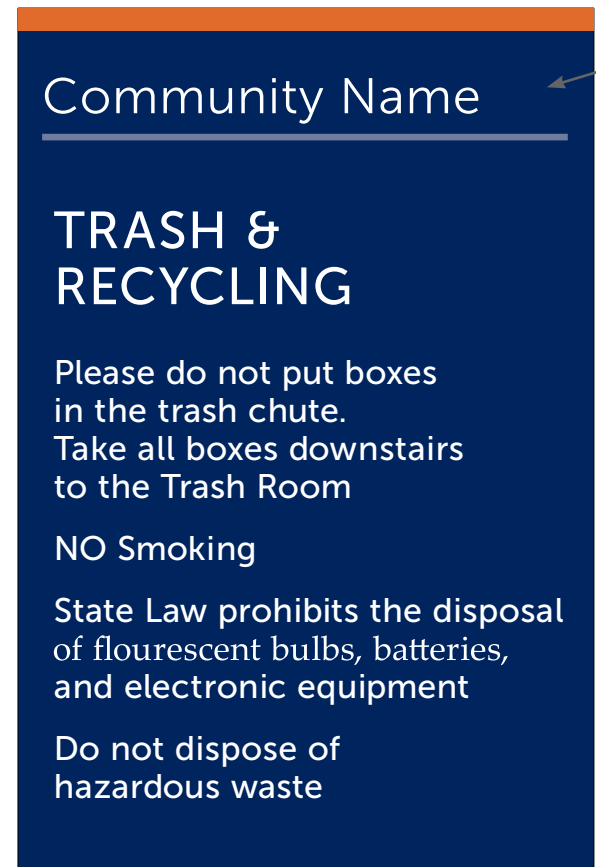 Community Name
TRASH &
RECYCLING
Please do not put boxes
in the trash chute.
Take all boxes downstairs
to the Trash Room
NO Smoking
State Law prohibits the disposal
of flourescent bulbs, batteries,
and electronic equipment
Do not dispose of
hazardous waste